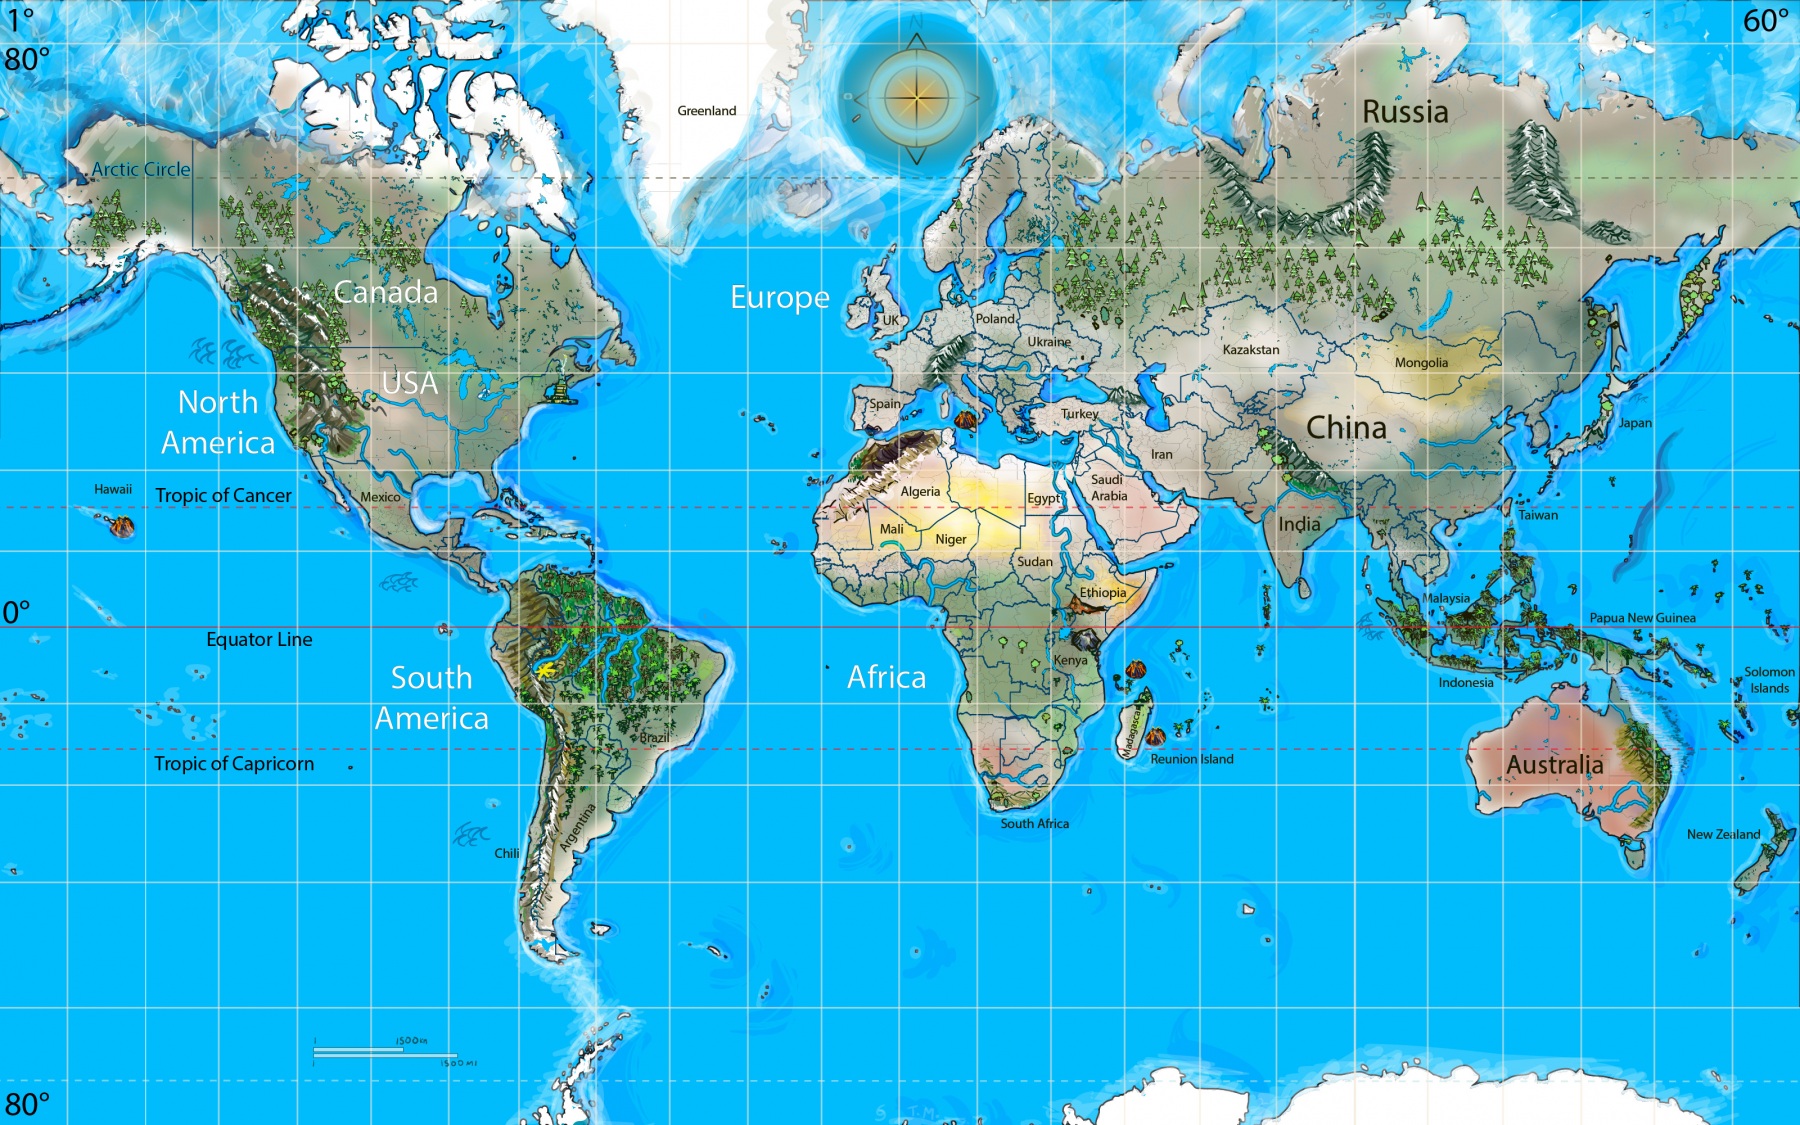 1°
60°
80°
Greenland
Russia
Arctic Circle
Canada
Europe
UK
Poland
Ukraine
Kazakstan
Mongolia
USA
North
America
Spain
Turkey
China
Japan
Iran
Hawaii
Tropic of Cancer
Mexico
Algeria
Egypt
Saudi
Arabia
Mali
Niger
India
Taiwan
Sudan
Ethiopia
Malaysia
0°
Equator Line
Papua New Guinea
South
America
Africa
Kenya
Indonesia
Solomon
Islands
Brazil
Madagascar
Tropic of Capricorn
Reunion Island
Australia
Argentina
South Africa
New Zealand
Chili
1500KM
1500 MI
80°
S T.M.